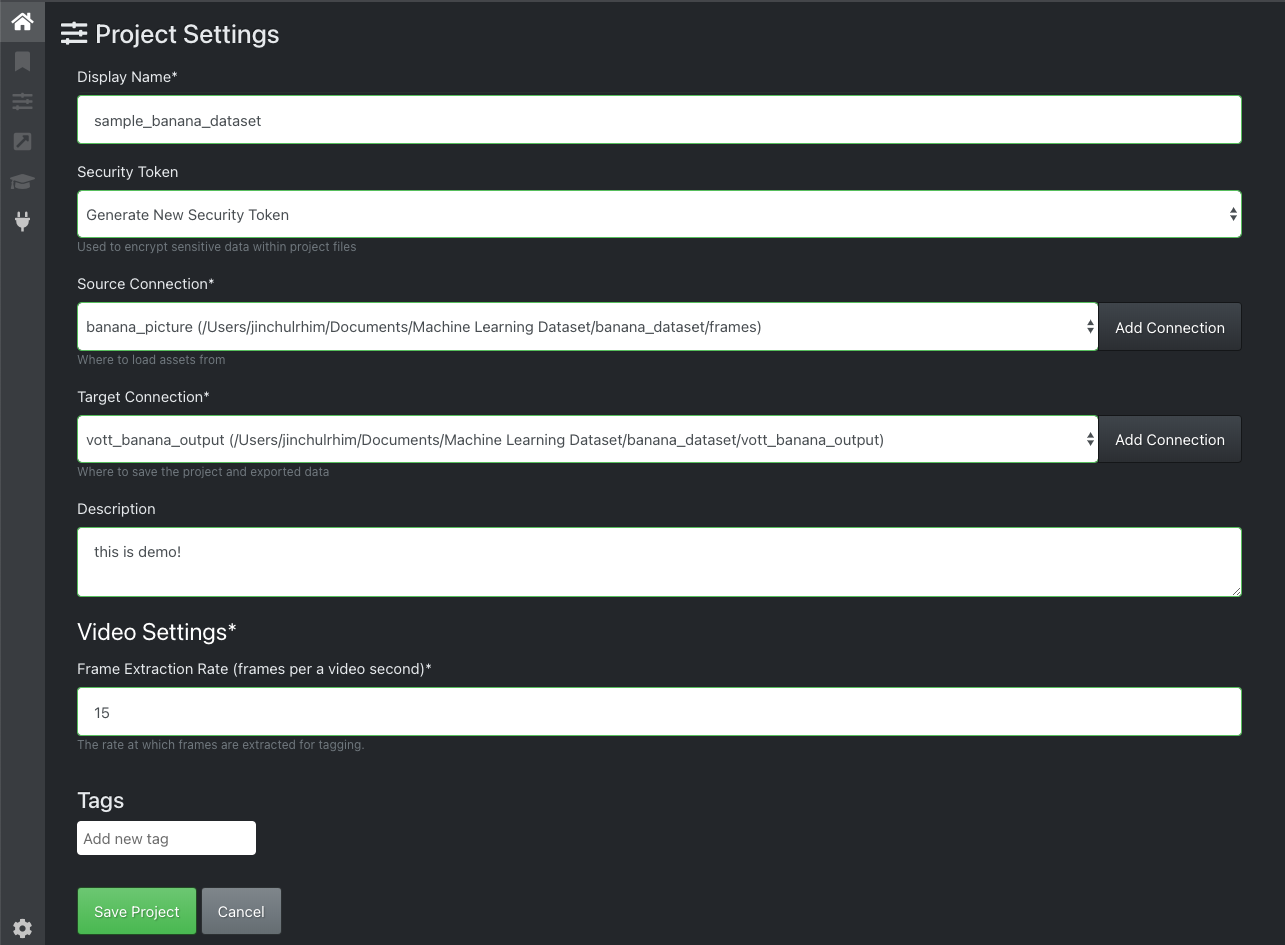 Project Settings
Display Name*
sample_banana_dataset
Security Token
Generate New Security Token
Used to encrypt sensitive data within project files
Source Connection*
banana_picture (/Users/jinchulrhim/Documents/Machine Learning Dataset/banana_dataset/frames)
Add Connection
Where to load assets from
Target Connection*
vott_banana_output (/Users/jinchulrhim/Documents/Machine Learning Dataset/banana_dataset/vott_banana_output)
Add Connection
Where to save the project and exported data
Description
this is demo!
Video Settings*
Frame Extraction Rate (frames per a video second)*
15
The rate at which frames are extracted for tagging.
Tags
Add new tag
Save Project
Cancel